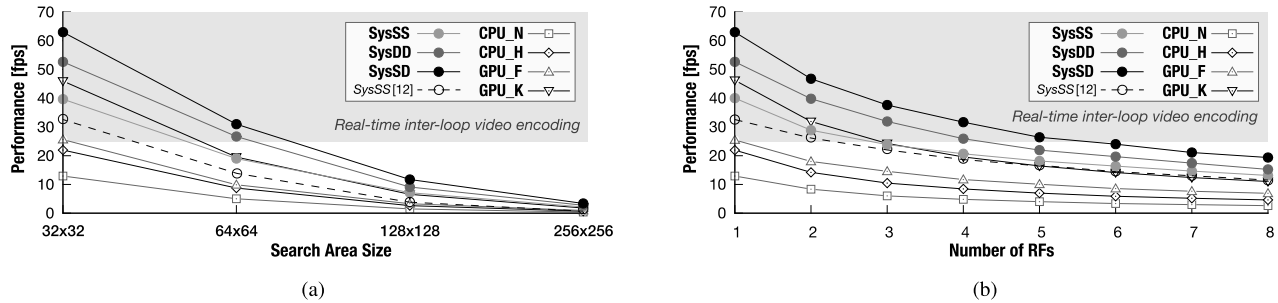 70
60
50
40
30
20
10
0
Performance [fps]
SysSS CPU_N
SysDD CPU_H
SysSD GPU_F
SysSS [12] GPU_K
Real-time inter-loop video encoding
32x32 64x64 128x128 256x256
Search Area Size
(a)
70
60
50
40
30
20
10
0
Performance [fps]
SysSS CPU_N
SysDD CPU_H
SysSD GPU_F
SysSS [12] GPU_K
Real-time inter-loop video encoding
1 2 3 4 5 6 7 8
Number of RFs
(b)